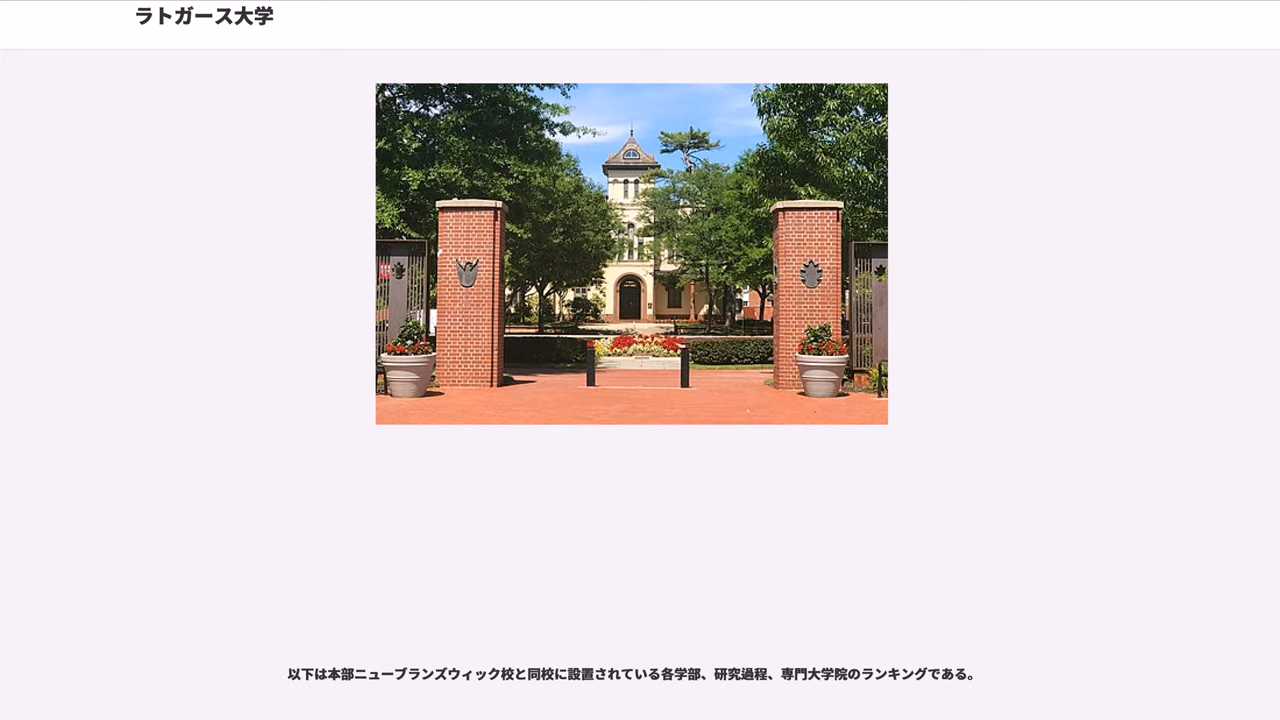 ラトガース大学
以下は本部ニューブランズウィック校と同校に設置されている各学部、研究過程、専門大学院のランキングである。